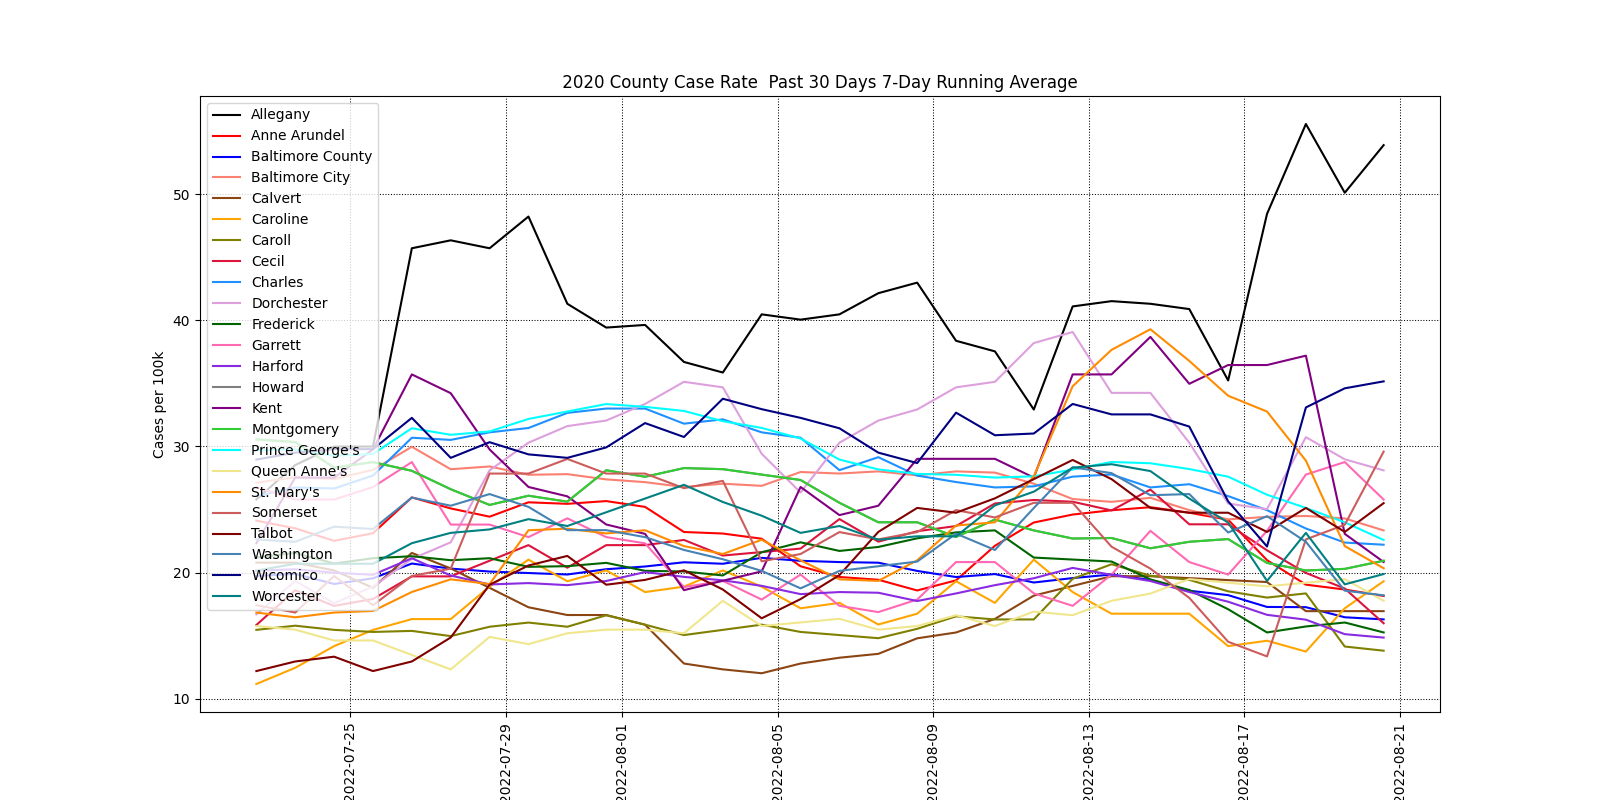 2020 County Case Rate  Past 30 Days 7-Day Running Average
Allegany
Anne Arundel
Baltimore County
Baltimore City
Calvert
Caroline
Caroll
Cecil
Charles
Dorchester
Frederick
Garrett
Harford
Howard
Kent
Montgomery
Prince George's
Queen Anne's
St. Mary's
Somerset
Talbot
Washington
Wicomico
Worcester
Cases per 100k
50
40
30
20
10
2022-07-25
2022-07-29
2022-08-01
2022-08-05
2022-08-09
2022-08-13
2022-08-17
2022-08-21